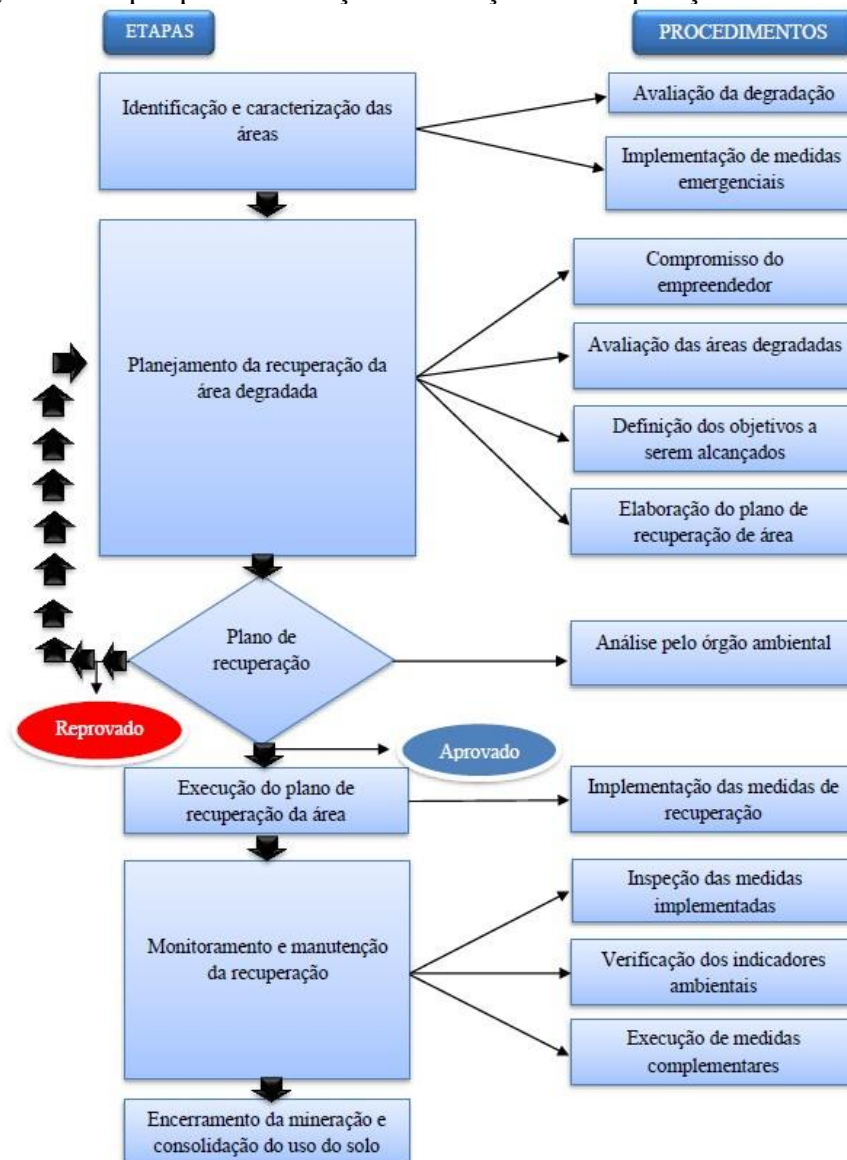 ETAPAS
PROCEDIMENTOS
Identificação e caracterização das
áreas
Avaliação da degradação
Implementação de medidas
emergenciais
Planejamento da recuperação da
área degradada
Compromisso do
empreendedor
Avaliação das áreas degradadas
Definição dos objetivos a
serem alcançados
Elaboração do plano de
recuperação de área
Plano de
recuperação
Análise pelo órgão ambiental
Reprovado
Aprovado
Execução do plano de
recuperação da área
Implementação das medidas de
recuperação
Monitoramento e manutenção
da recuperação
Inspeção das medidas
implementadas
Verificação dos indicadores
ambientais
Execução de medidas
complementares
Encerramento da mineração e
consolidação do uso do solo